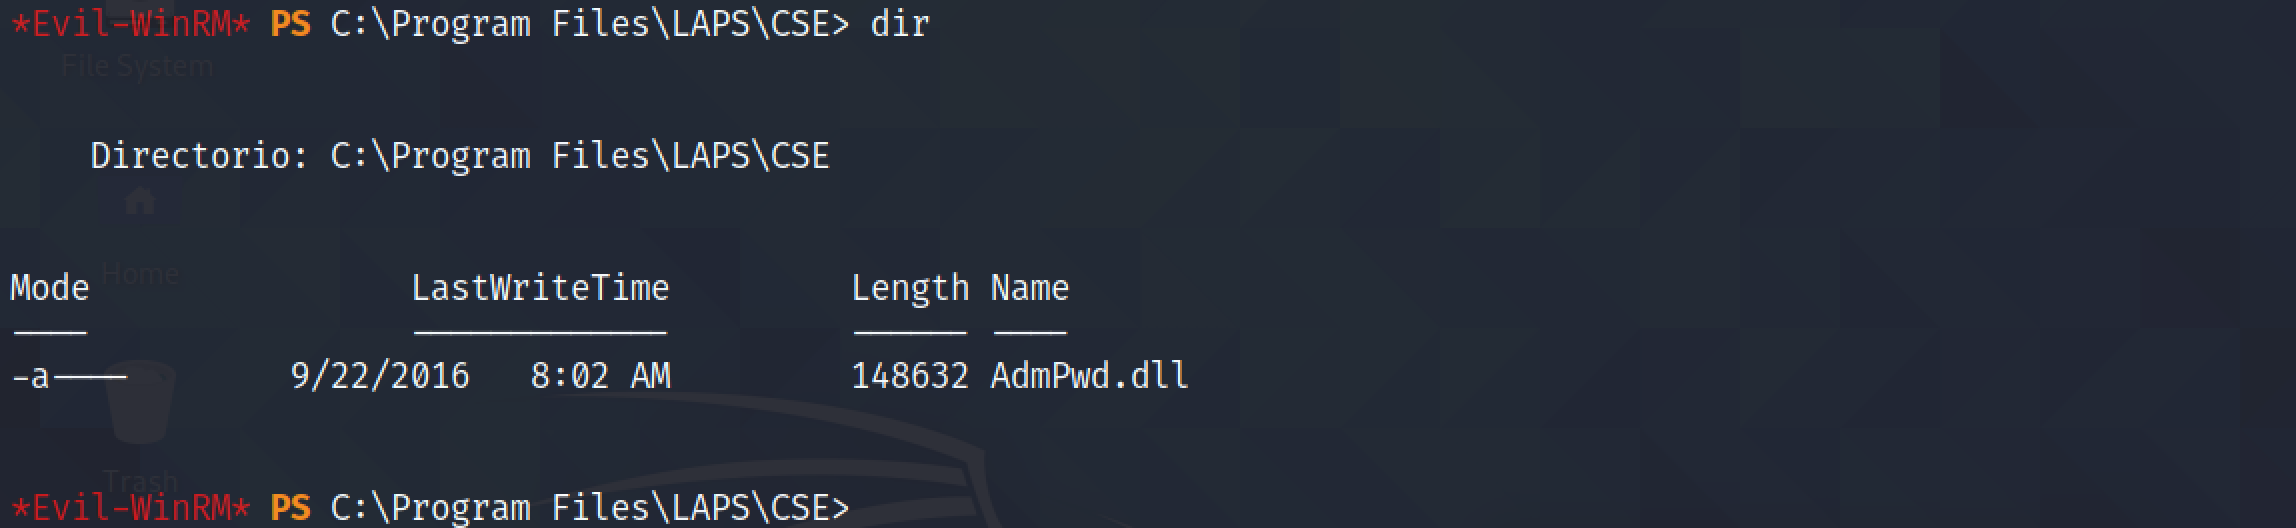 *Evil-WinRM* PS C:\Program Files\LAPS\CSE> dir
File System
Directorio: C:\Program Files\LAPS\CSE
Home
Mode LastWriteTime Length Name
---- ------------- ------ ----
-a---- 9/22/2016 8:02 AM 148632 AdmPwd.dll
Trash
*Evil-WinRM* PS C:\Program Files\LAPS\CSE>